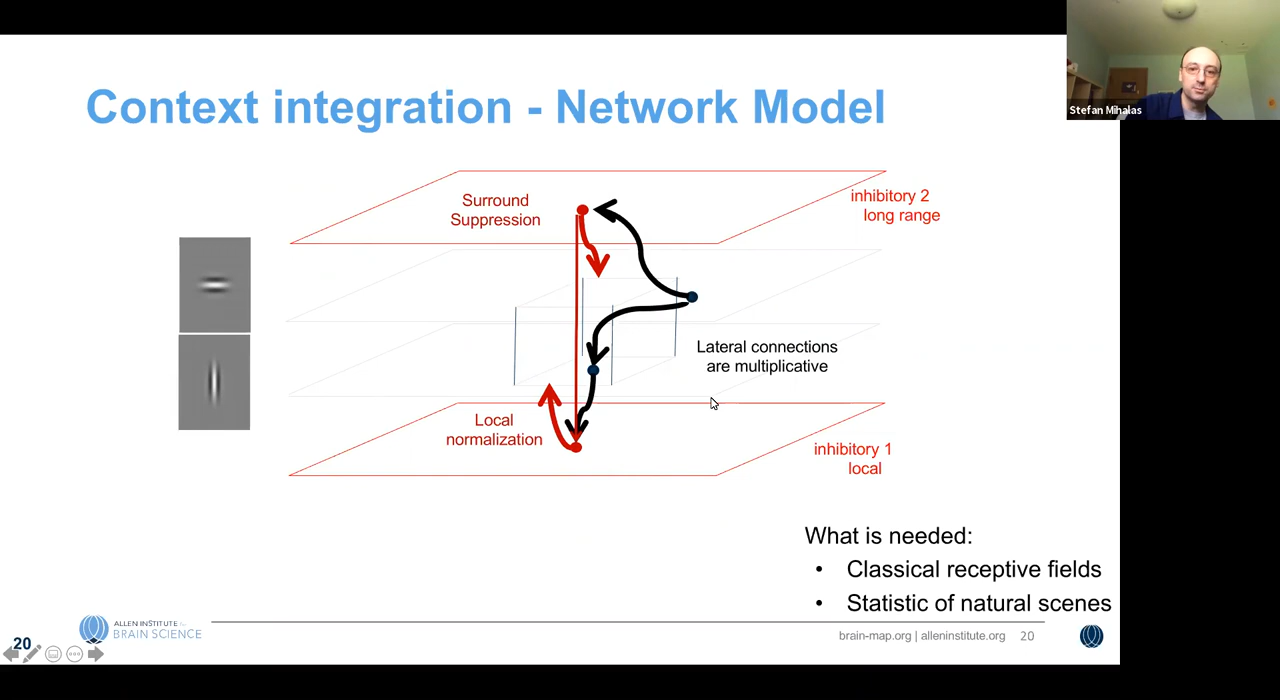 Context integration - Network Model
Stefan Mihalas
Surround
Suppression
inhibitory 2
long range
Lateral connections
are multiplicative
Local
normalization
inhibitory 1
local
What is needed:
• Classical receptive fields
• Statistic of natural scenes
20
ALLEN INSTITUTE for
BRAIN SCIENCE
brain-map.org | alleninstitute.org
20